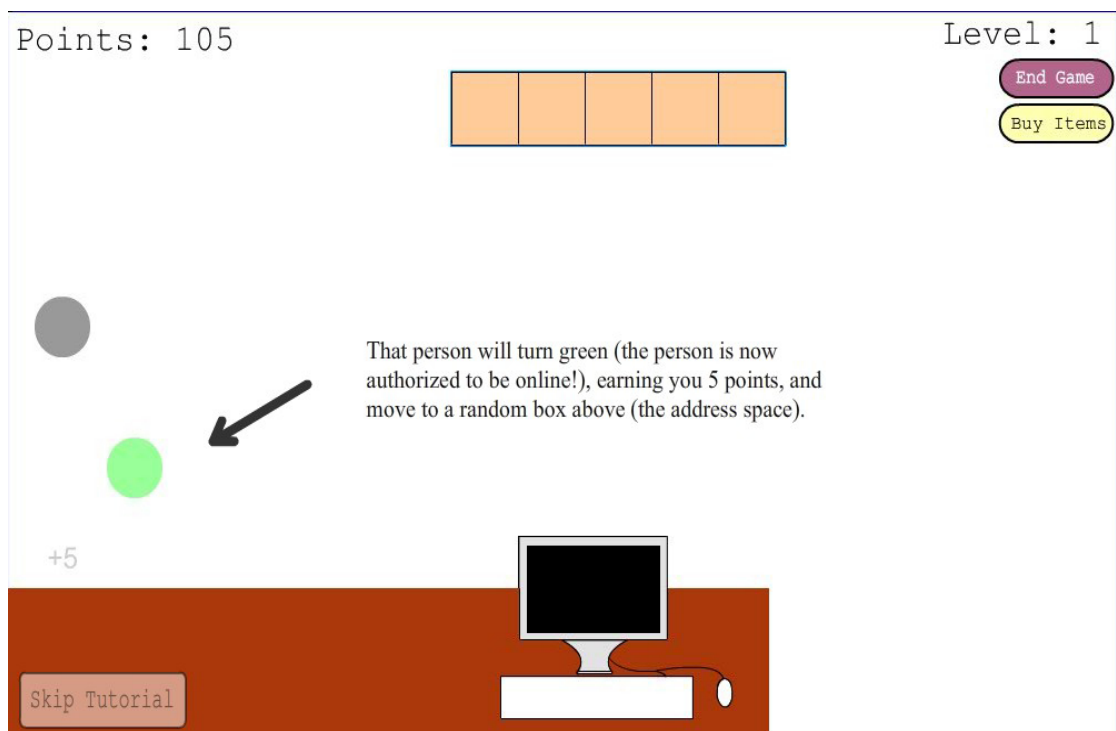 Points: 105
Level: 1
End Game
Buy Items
That person will turn green (the person is now
authorized to be online!), earning you 5 points, and
move to a random box above (the address space).
+5
Skip Tutorial